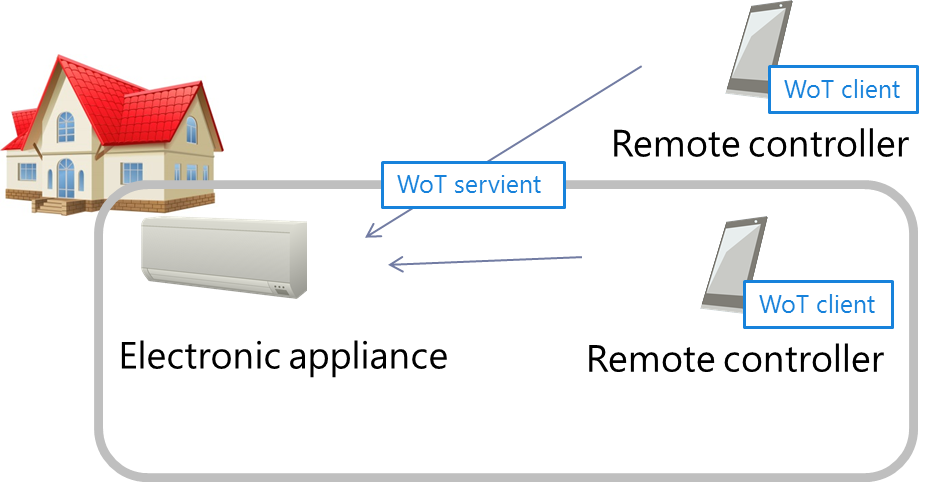 WoT client
Remote controller
WoT servient
WoT client
Electronic appliance
Remote controller